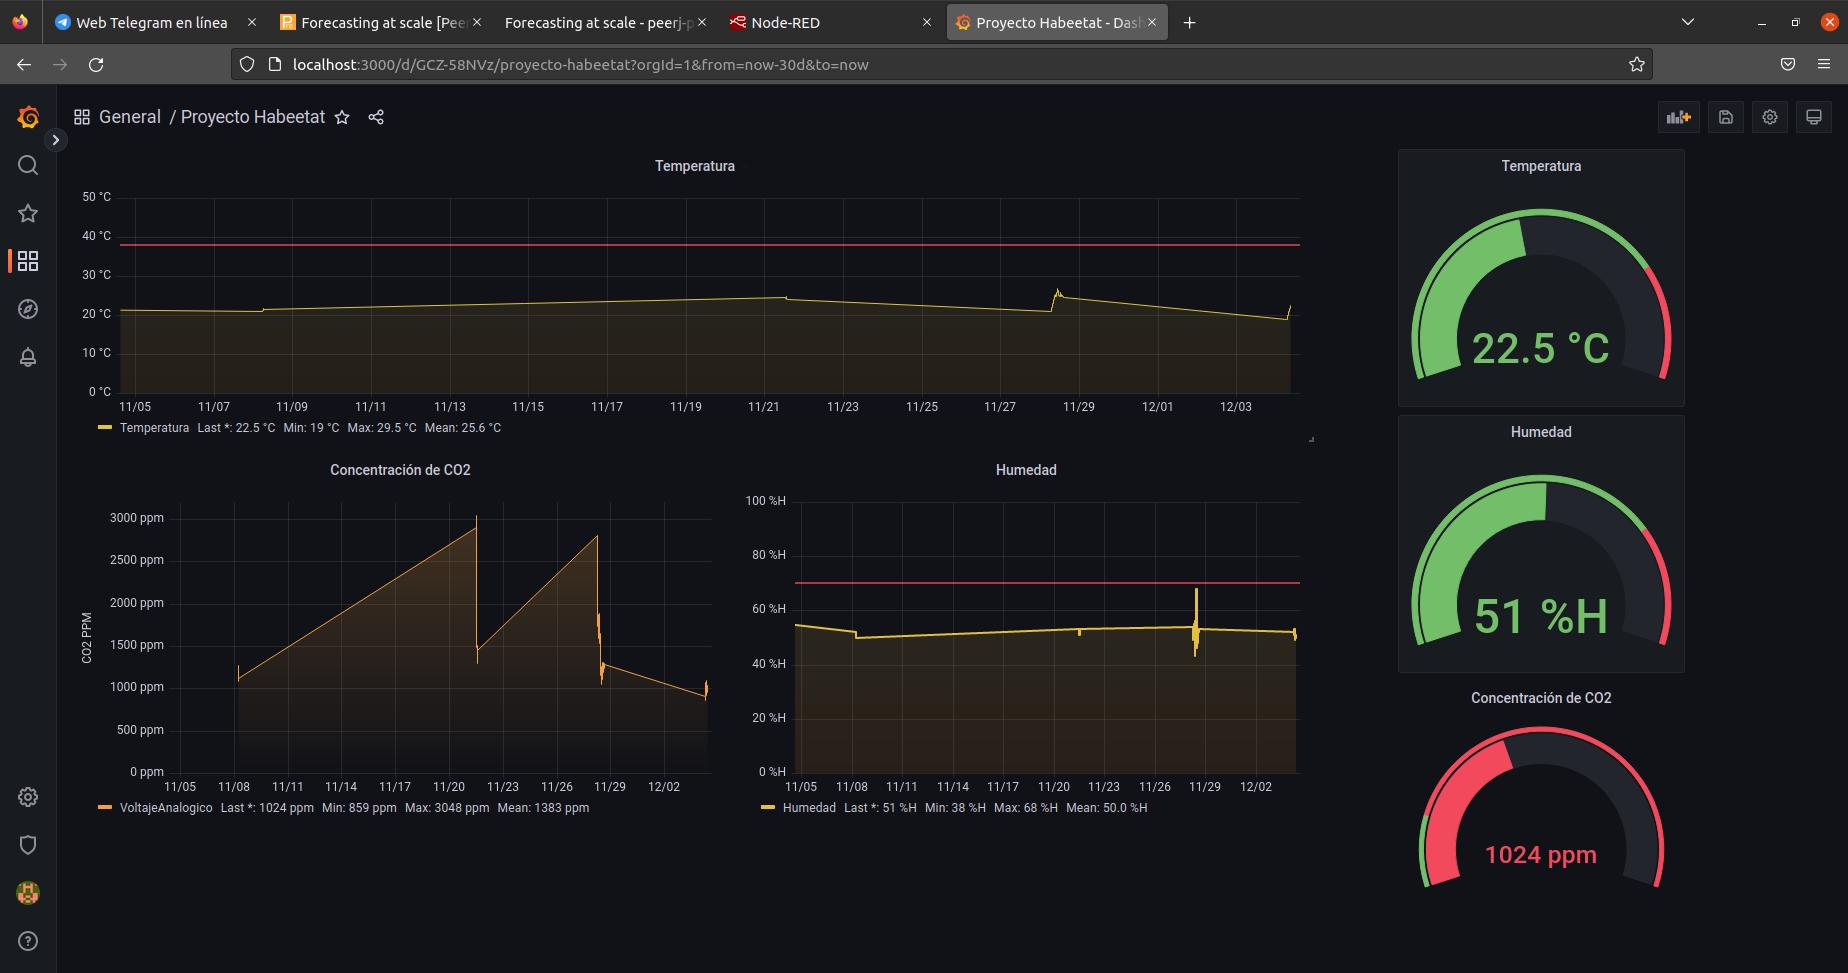 Web Telegram en línea
Forecasting at scale [Peer
Forecasting at scale - peerj-p
Node-RED
Proyecto Habeetat - Dash
localhost:3000/d/GCZ-58NVz/proyecto-habeetat?orgId=1&from=now-30d&to=now
General / Proyecto Habeetat
Temperatura
50 °C
40 °C
30 °C
20 °C
10 °C
0 °C
11/05 11/07 11/09 11/11 11/13 11/15 11/17 11/19 11/21 11/23 11/25 11/27 11/29 12/01 12/03
Temperatura Last *: 22.5 °C Min: 19 °C Max: 29.5 °C Mean: 25.6 °C
Temperatura
22.5 °C
Concentración de CO2
CO2 PPM
3000 ppm
2500 ppm
2000 ppm
1500 ppm
1000 ppm
500 ppm
0 ppm
11/05 11/08 11/11 11/14 11/17 11/20 11/23 11/26 11/29 12/02
VoltajeAnalogico Last *: 1024 ppm Min: 859 ppm Max: 3048 ppm Mean: 1383 ppm
Humedad
100 %H
80 %H
60 %H
40 %H
20 %H
0 %H
11/05 11/08 11/11 11/14 11/17 11/20 11/23 11/26 11/29 12/02
Humedad Last *: 51 %H Min: 38 %H Max: 68 %H Mean: 50.0 %H
Humedad
51 %H
Concentración de CO2
1024 ppm